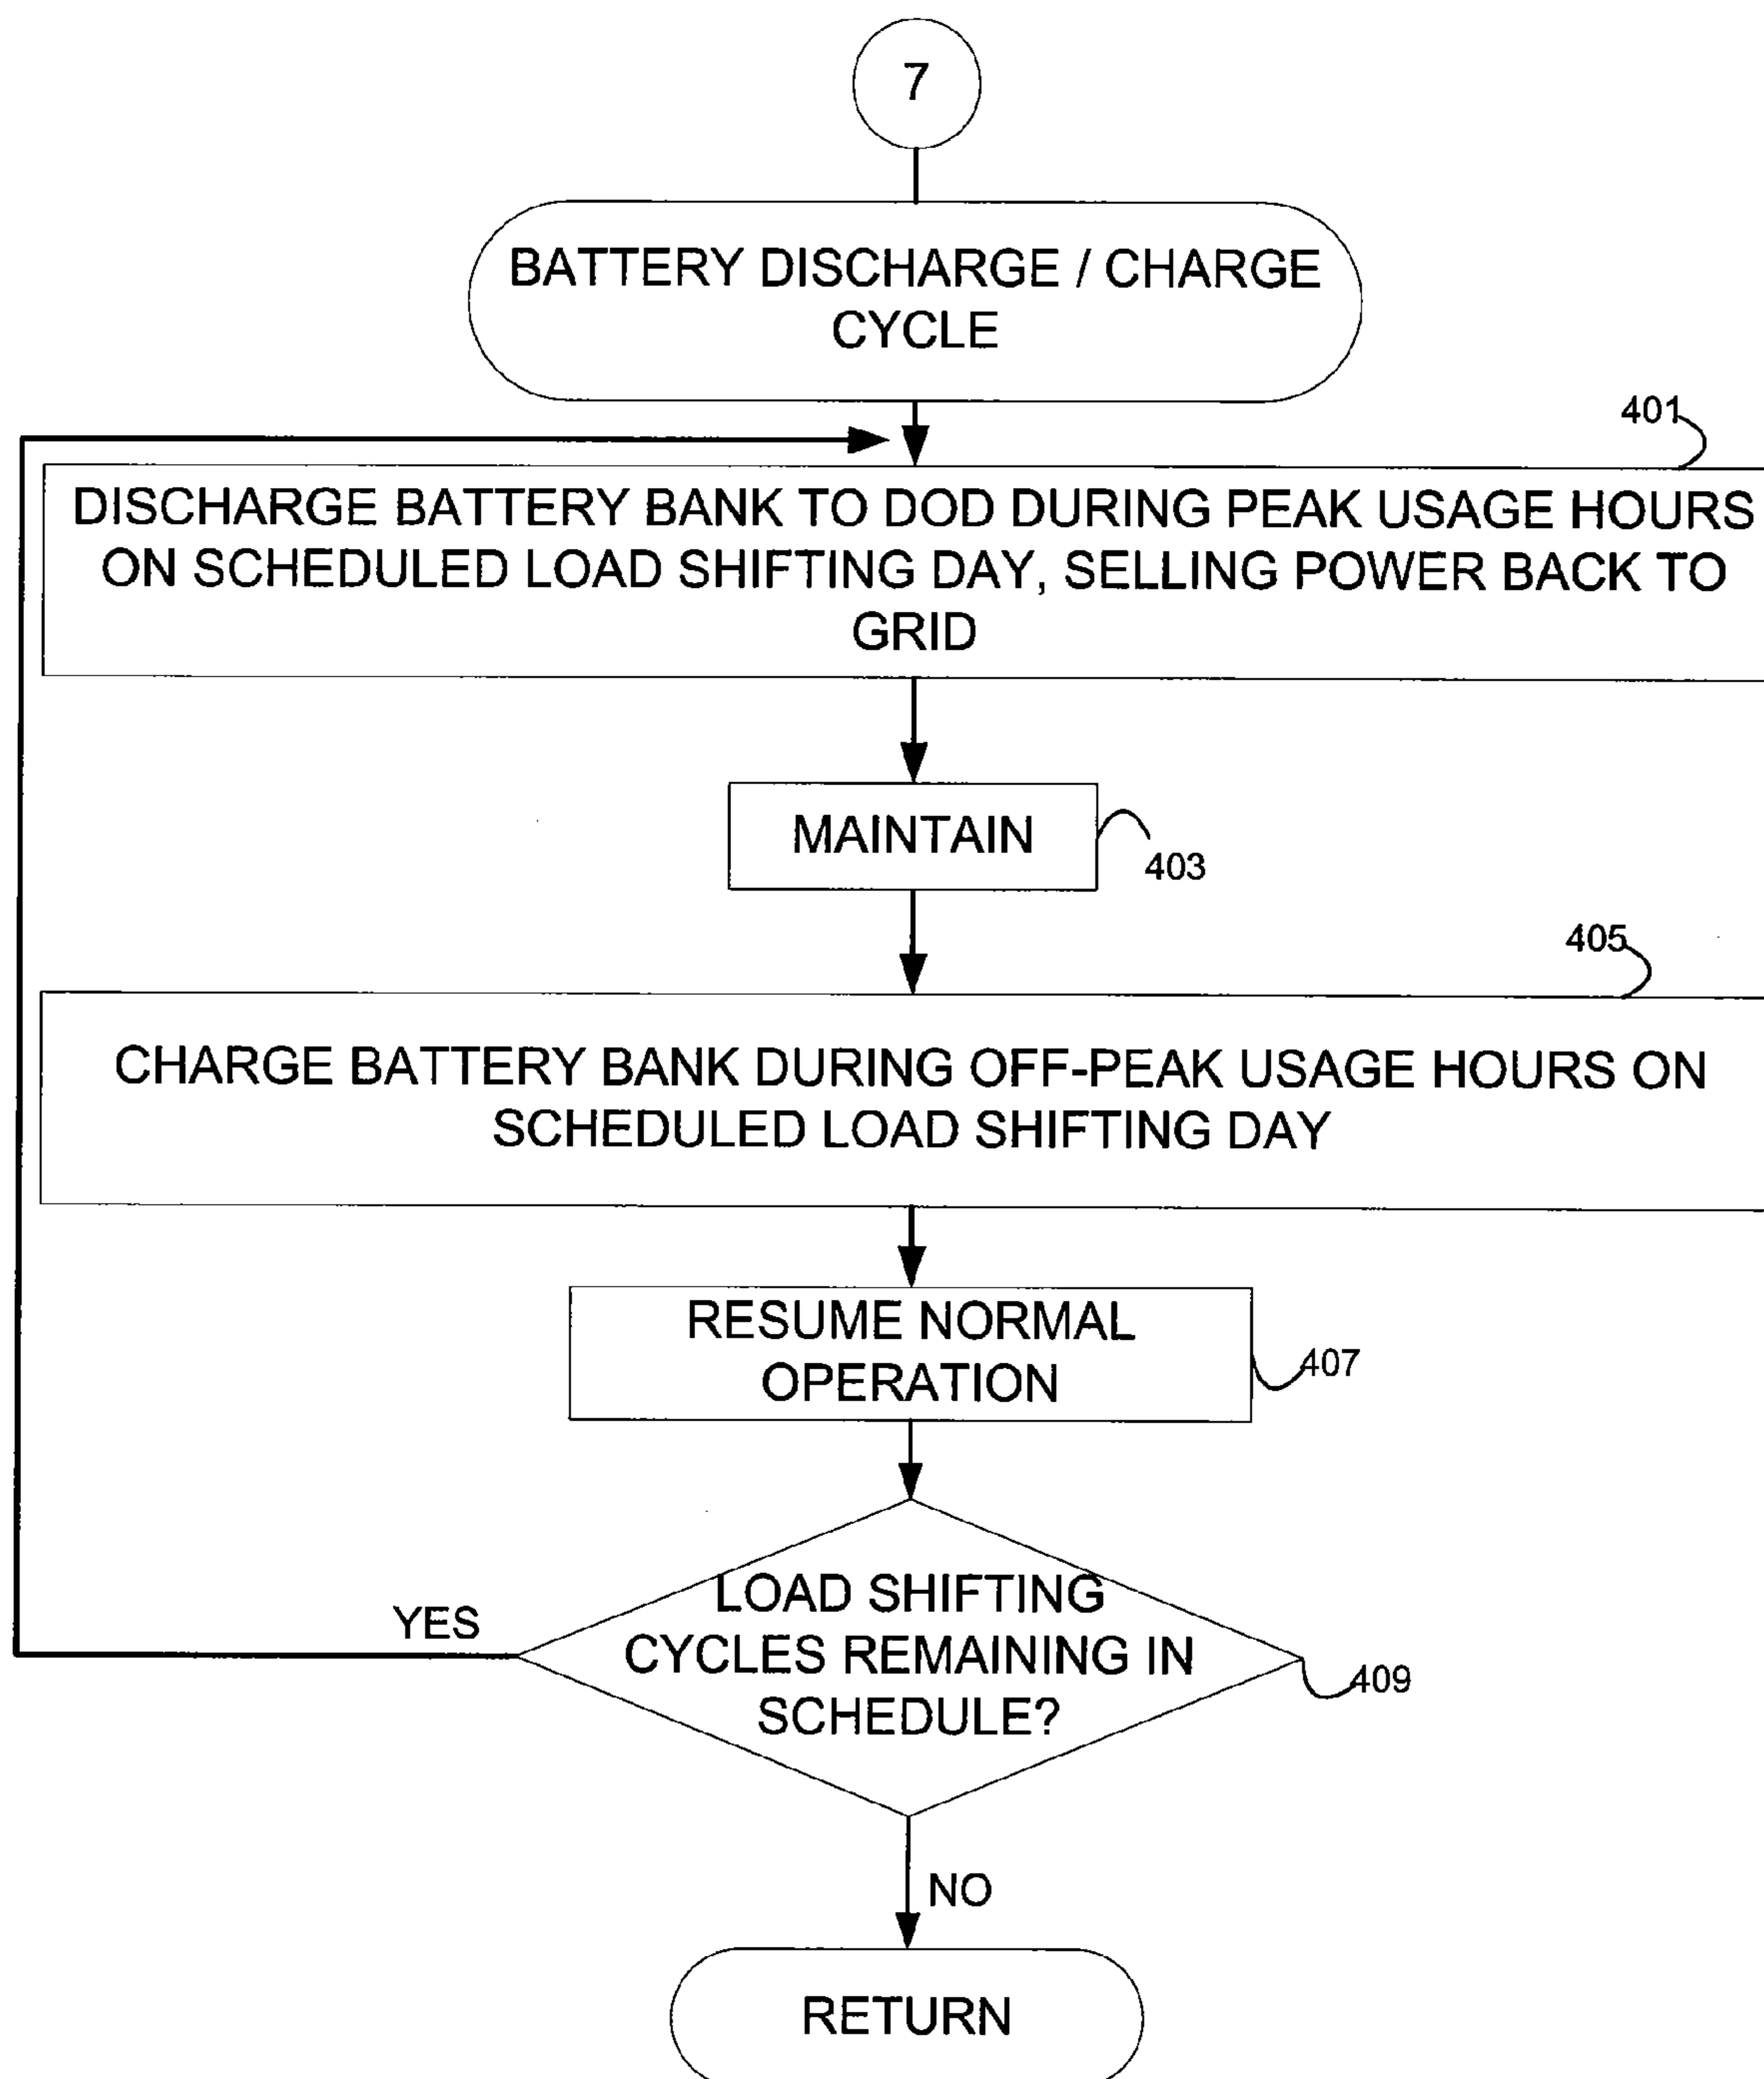 7
BATTERY DISCHARGE / CHARGE
CYCLE
401
DISCHARGE BATTERY BANK TO DOD DURING PEAK USAGE HOURS
ON SCHEDULED LOAD SHIFTING DAY, SELLING POWER BACK TO
GRID
MAINTAIN
403
405
CHARGE BATTERY BANK DURING OFF-PEAK USAGE HOURS ON
SCHEDULED LOAD SHIFTING DAY
RESUME NORMAL
OPERATION
407
LOAD SHIFTING
CYCLES REMAINING IN
SCHEDULE?
YES
409
NO
RETURN